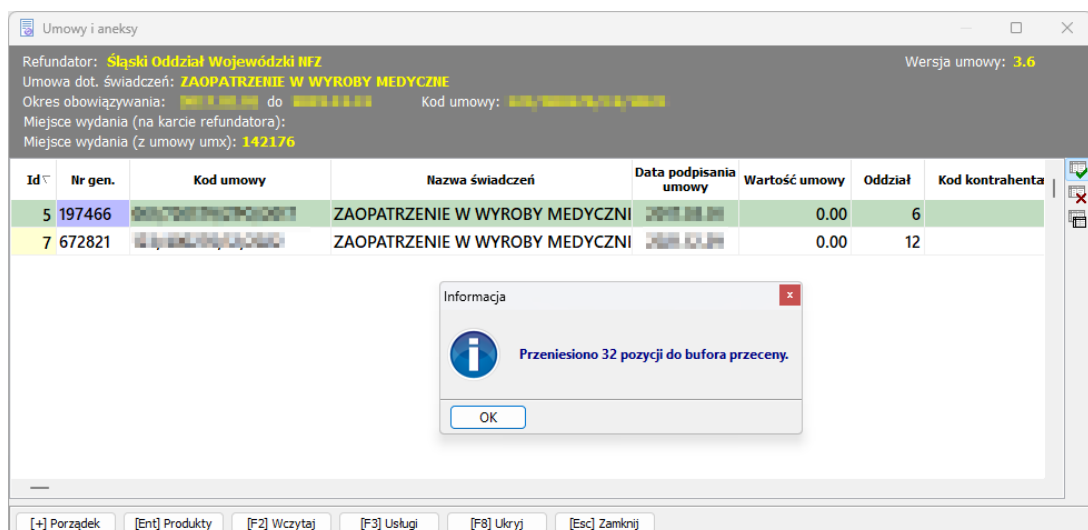 Umowy i aneksy
Refundator: Śląski Oddział Wojewódzki NFZ
Wersja umowy: 3.6
Umowa dot. świadczeń: ZAOPATRZENIE W WYROBY MEDYCZNE
Okres obowiązywania: do Kod umowy:
Miejsce wydania (na karcie refundatora):
Miejsce wydania (z umowy umx): 142176
Id Nr gen. Kod umowy Nazwa świadczeń Data podpisania umowy Wartość umowy Oddział Kod kontrahenta
5 197466 ZAOPATRZENIE W WYROBY MEDYCZNI 0.00 6
7 672821 ZAOPATRZENIE W WYROBY MEDYCZNI 0.00 12
Informacja
Przeniesiono 32 pozycji do bufora przeceny.
OK
[+] Porządek [Ent] Produkty [F2] Wczytaj [F3] Usługi [F8] Ukryj [Esc] Zamknij